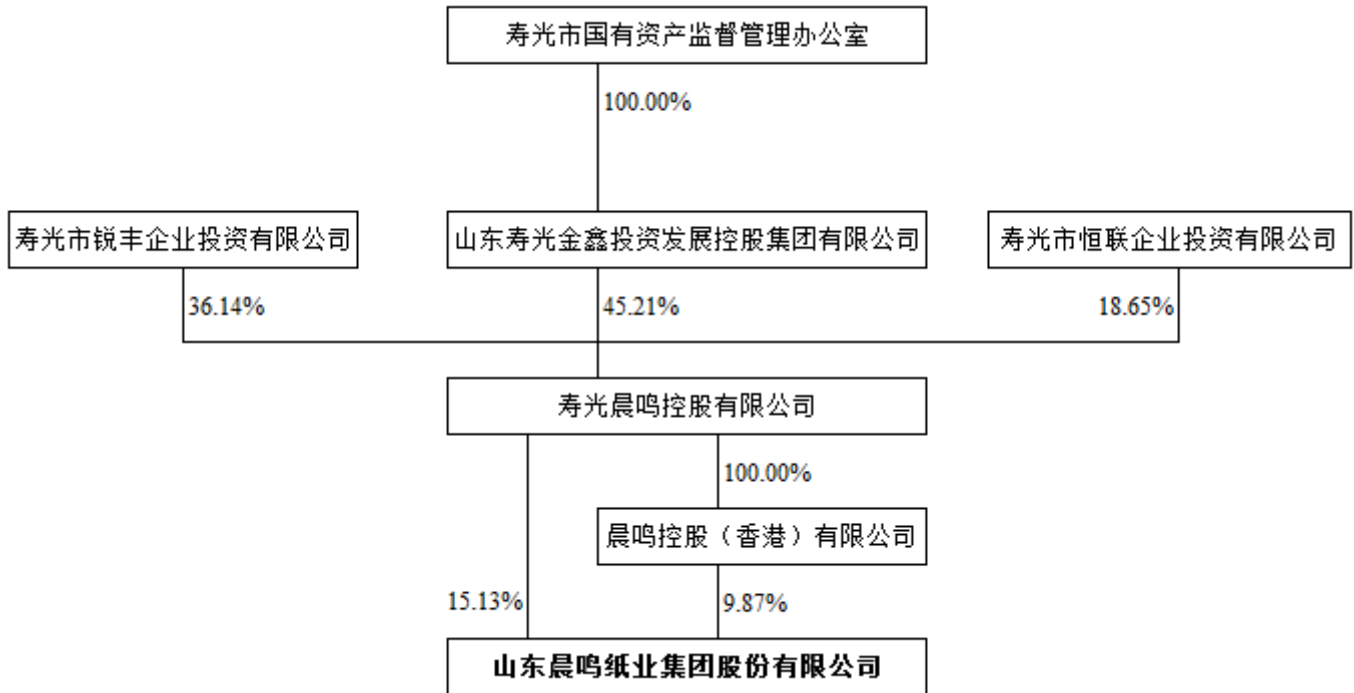 寿光市国有资产监督管理办公室
100.00%
寿光市锐丰企业投资有限公司
山东寿光金鑫投资发展控股集团有限公司
寿光市恒联企业投资有限公司
36.14%
45.21%
18.65%
寿光晨鸣控股有限公司
100.00%
晨鸣控股（香港）有限公司
15.13%
9.87%
山东晨鸣纸业集团股份有限公司